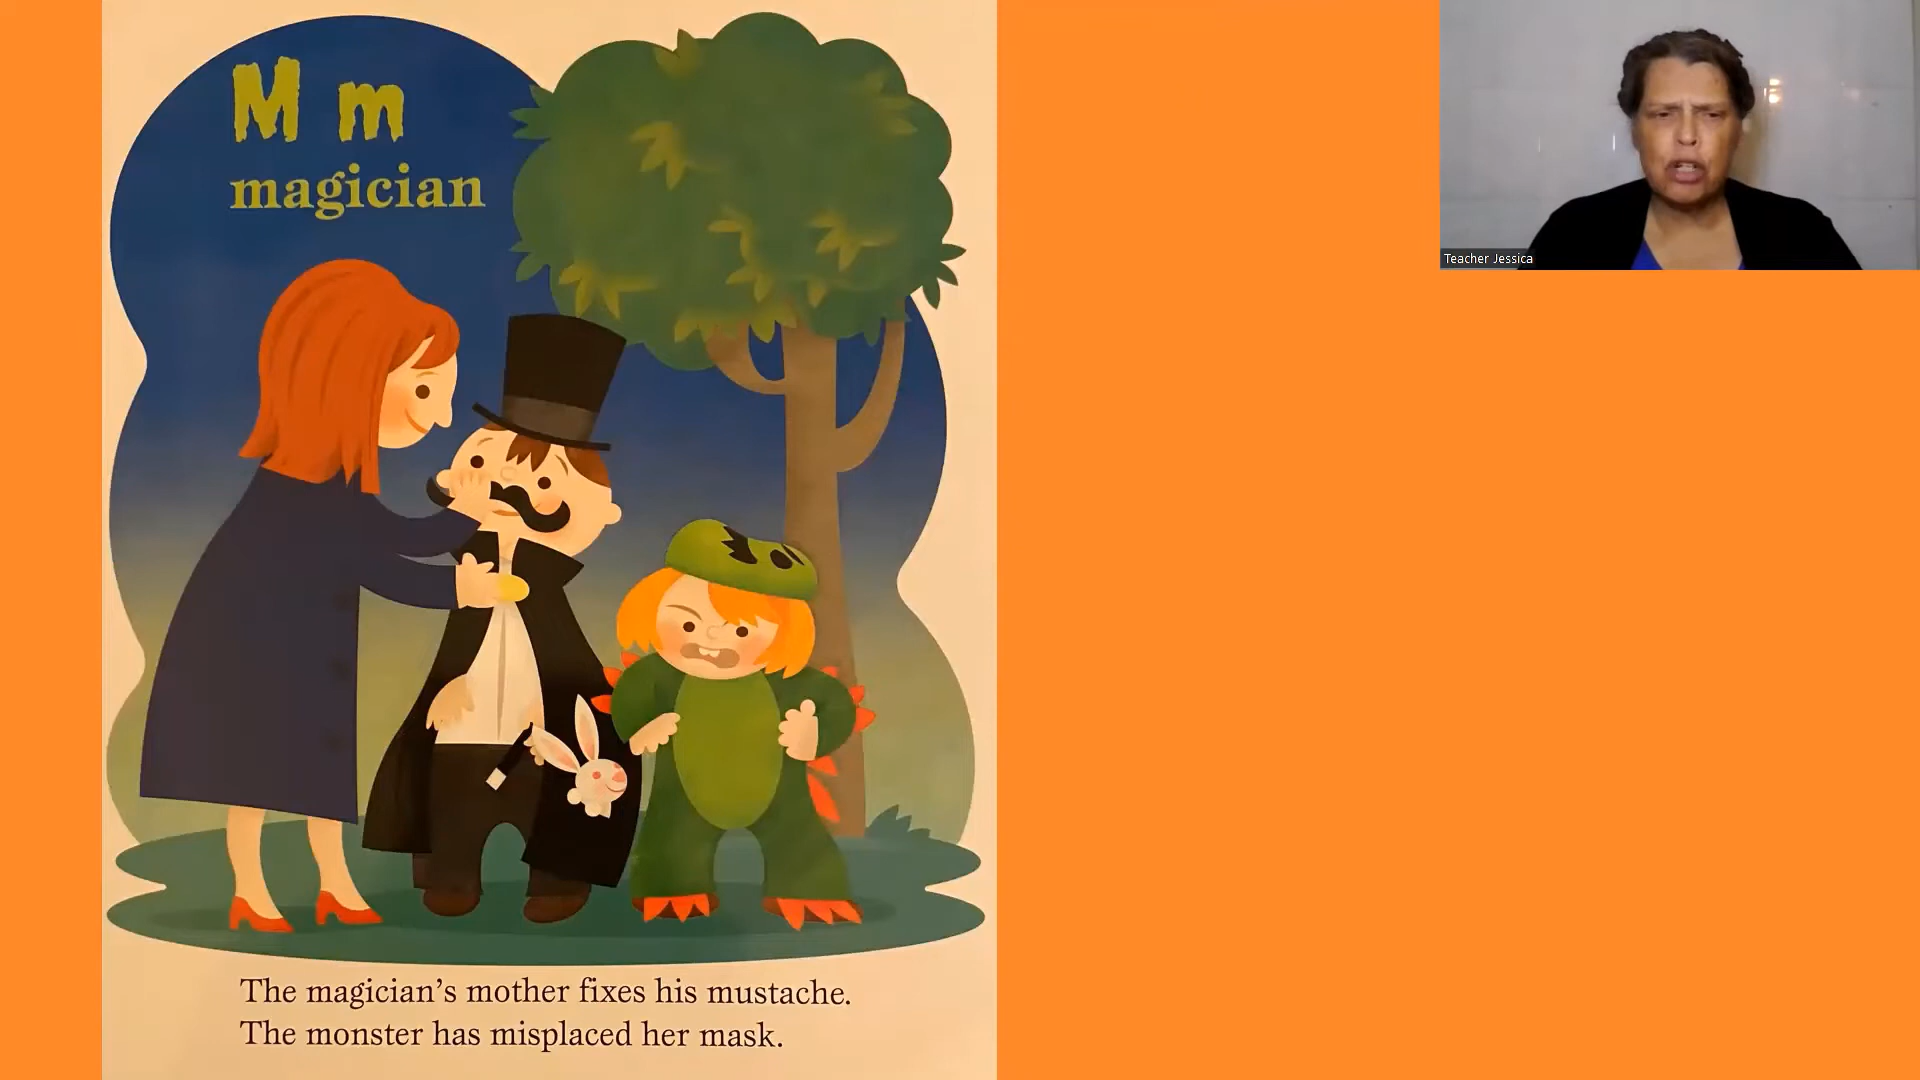 M m
magician
Teacher Jessica
The magician's mother fixes his mustache.
The monster has misplaced her mask.